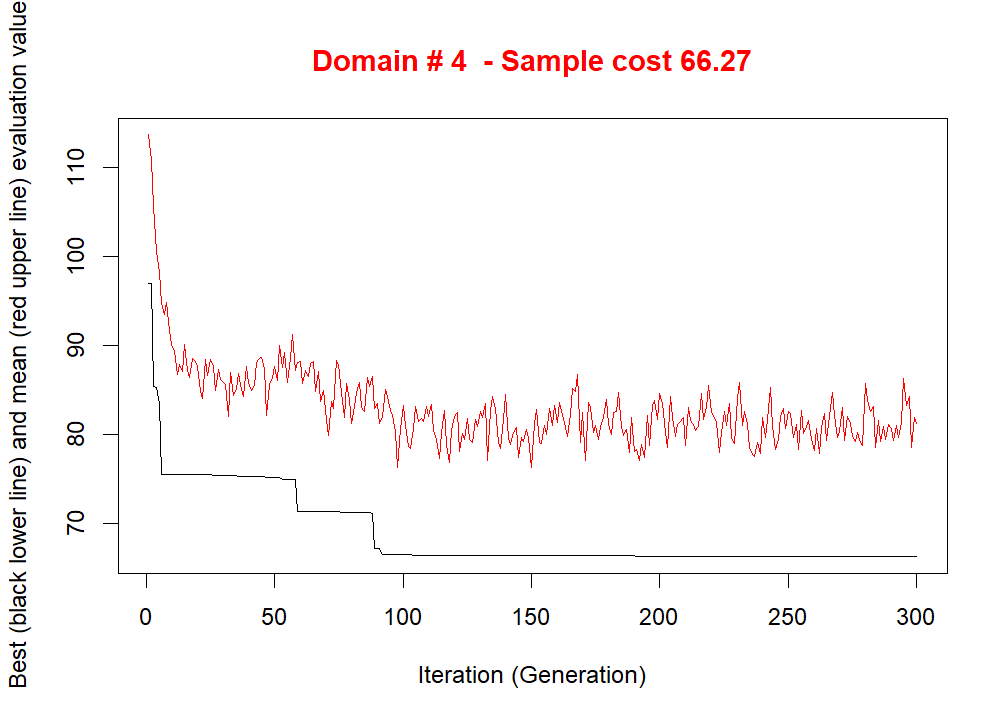 Domain # 4  - Sample cost 66.27
Best (black lower line) and mean (red upper line) evaluation value
110
100
90
80
70
0 50 100 150 200 250 300
Iteration (Generation)